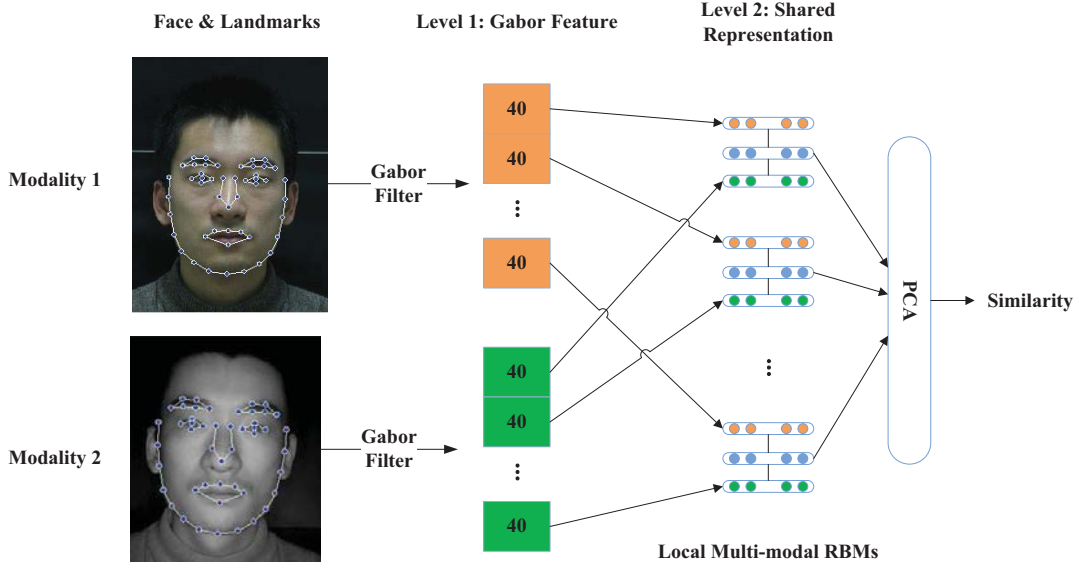 Face & Landmarks
Level 1: Gabor Feature
Level 2: Shared
Representation
Modality 1
Gabor
Filter
40
40
...
40
Modality 2
Gabor
Filter
40
40
...
40
...
PCA
Similarity
Local Multi-modal RBMs